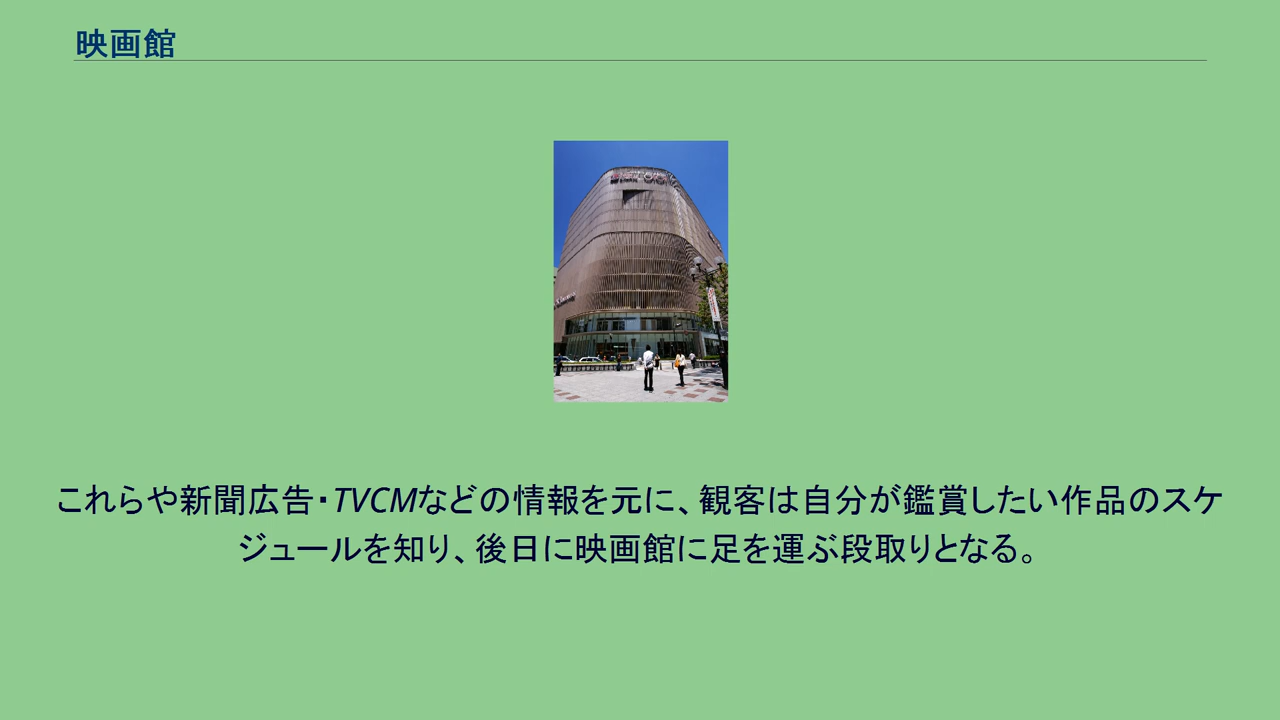 映画館
これらや新聞広告・TVCMなどの情報を元に、観客は自分が鑑賞したい作品のスケ
ジュールを知り、後日に映画館に足を運ぶ段取りとなる。